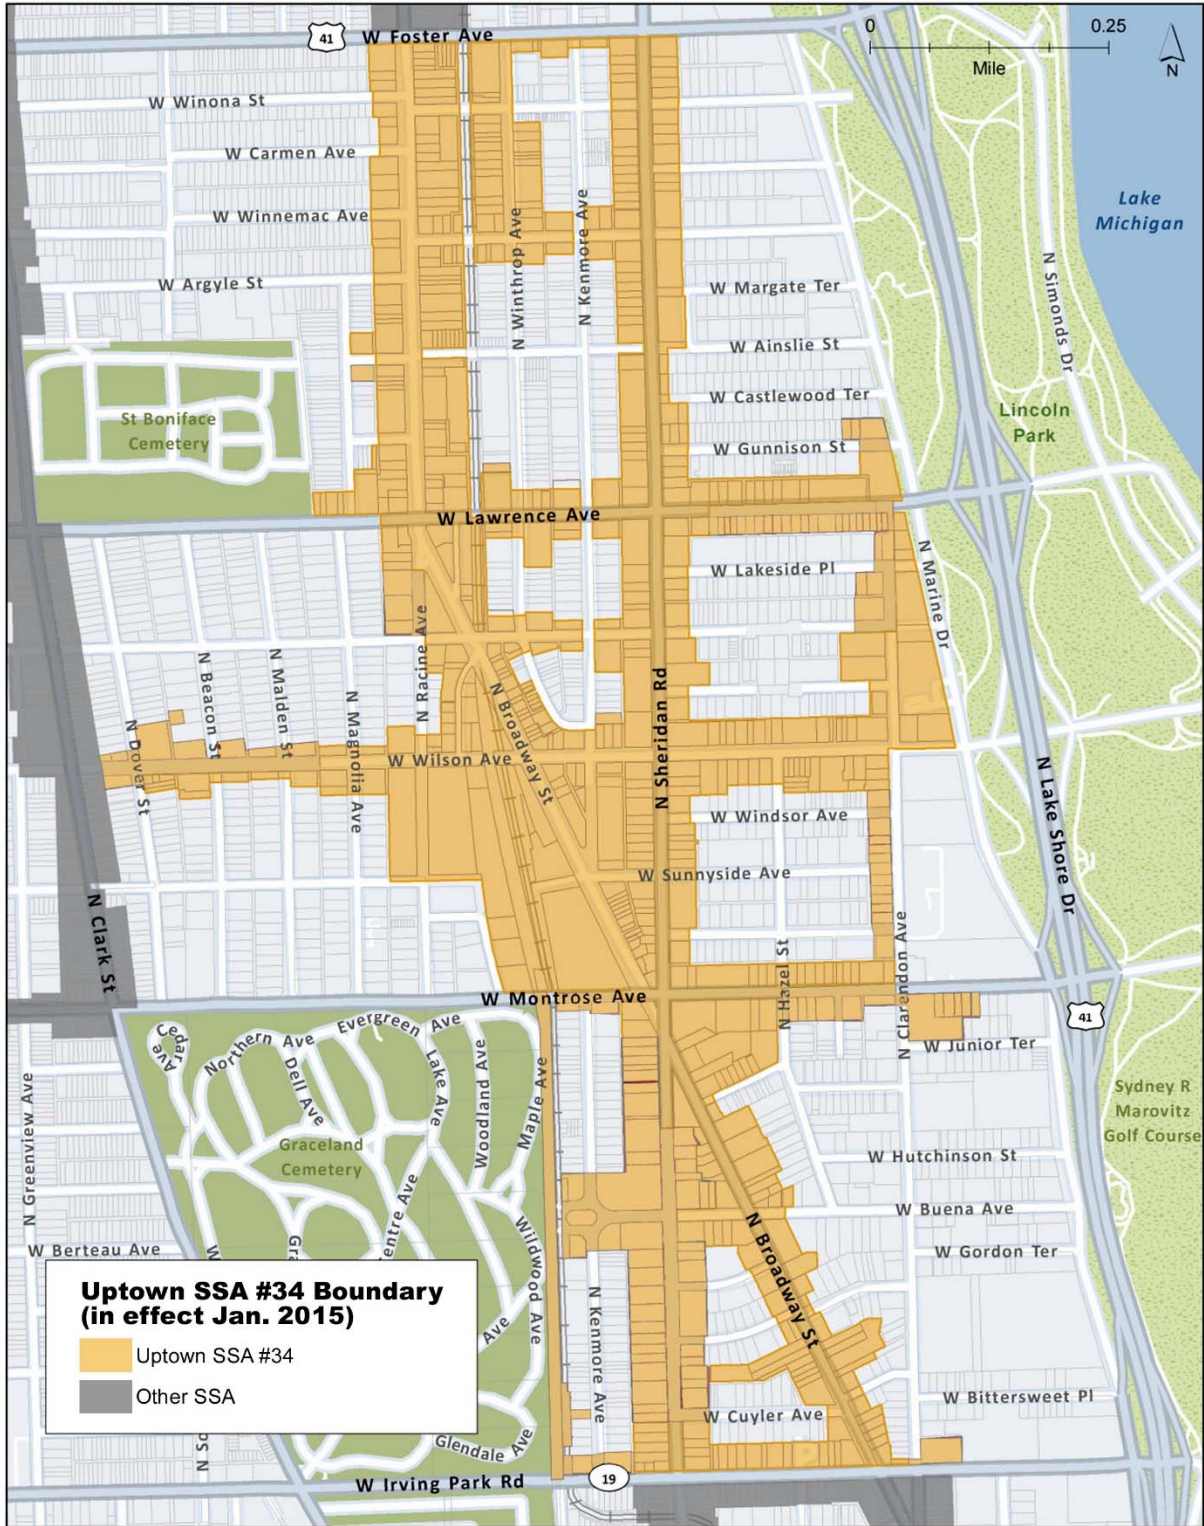 41
W Foster Ave
0
0.25
Mile
N
W Winona St
W Carmen Ave
W Winnemac Ave
W Argyle St
N Winthrop Ave
N Kenmore Ave
Lake
Michigan
N Simonds Dr
W Margate Ter
W Ainslie St
W Castlewood Ter
W Gunnison St
Lincoln
Park
St Boniface
Cemetery
W Lawrence Ave
W Lakeside Pl
N Marine Dr
N Racine Ave
N Beacon St
N Malden St
N Magnolia Ave
N Dover St
N Broadway St
N Sheridan Rd
W Wilson Ave
N Lake Shore Dr
W Windsor Ave
W Sunnyside Ave
N Clark St
N Hazel St
N Clarendon Ave
W Montrose Ave
41
W Junior Ter
Cedar
Ave
Northern Ave
Evergreen Ave
Dell Ave
Lake Ave
Woodland Ave
Maple Ave
Graceland
Cemetery
N Greenview Ave
Sydney R
Marovitz
Golf Course
W Hutchinson St
W Buena Ave
W Gordon Ter
W Berteau Ave
W
Gra
entre Ave
Wildwood Ave
N Broadway St
N Kenmore Ave
Uptown SSA #34 Boundary
(in effect Jan. 2015)
Uptown SSA #34
Other SSA
Ave
W Bittersweet Pl
W Cuyler Ave
Glendale Ave
N So
W Irving Park Rd
19